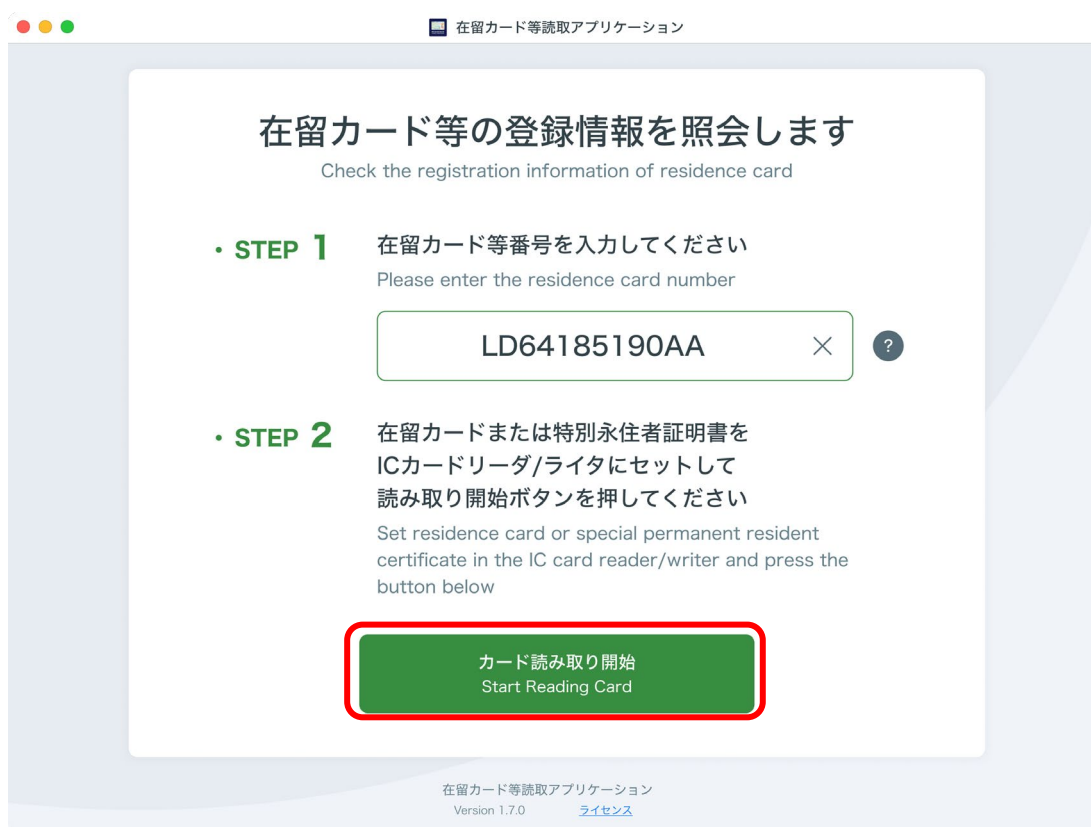 在留カード等読取アプリケーション
在留カード等の登録情報を照会します
Check the registration information of residence card
・STEP 1
在留カード等番号を入力してください
Please enter the residence card number
LD64185190AA
?
・STEP 2
在留カードまたは特別永住者証明書を
ICカードリーダ/ライタにセットして
読み取り開始ボタンを押してください
Set residence card or special permanent resident
certificate in the IC card reader/writer and press the
button below
カード読み取り開始
Start Reading Card
在留カード等読取アプリケーション
Version 1.7.0 ライセンス